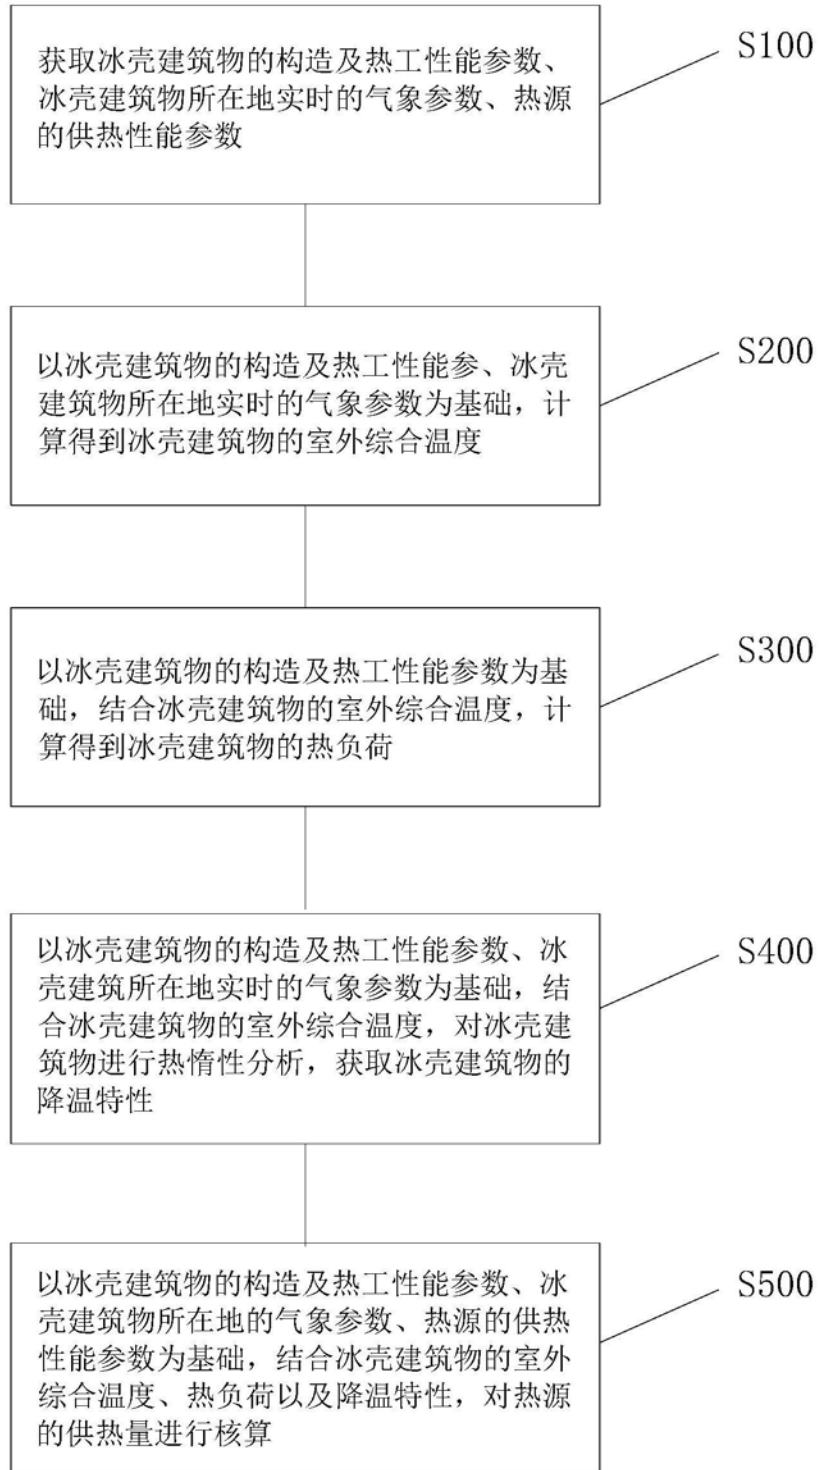 获取冰壳建筑物的构造及热工性能参数、
冰壳建筑物所在地实时的气象参数、热源
的供热性能参数
S100
以冰壳建筑物的构造及热工性能参、冰壳
建筑物所在地实时的气象参数为基础，计
算得到冰壳建筑物的室外综合温度
S200
以冰壳建筑物的构造及热工性能参数为基
础，结合冰壳建筑物的室外综合温度，计
算得到冰壳建筑物的热负荷
S300
以冰壳建筑物的构造及热工性能参数、冰
壳建筑所在地实时的气象参数为基础，结
合冰壳建筑物的室外综合温度，对冰壳建
筑物进行热惰性分析，获取冰壳建筑物的
降温特性
S400
以冰壳建筑物的构造及热工性能参数、冰
壳建筑物所在地的气象参数、热源的供热
性能参数为基础，结合冰壳建筑物的室外
综合温度、热负荷以及降温特性，对热源
的供热量进行核算
S500